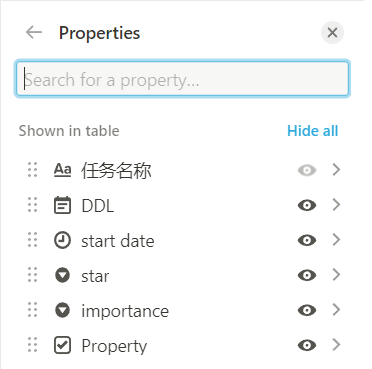 Properties
Search for a property...
Shown in table Hide all
Aa 任务名称
DDL
start date
star
importance
Property